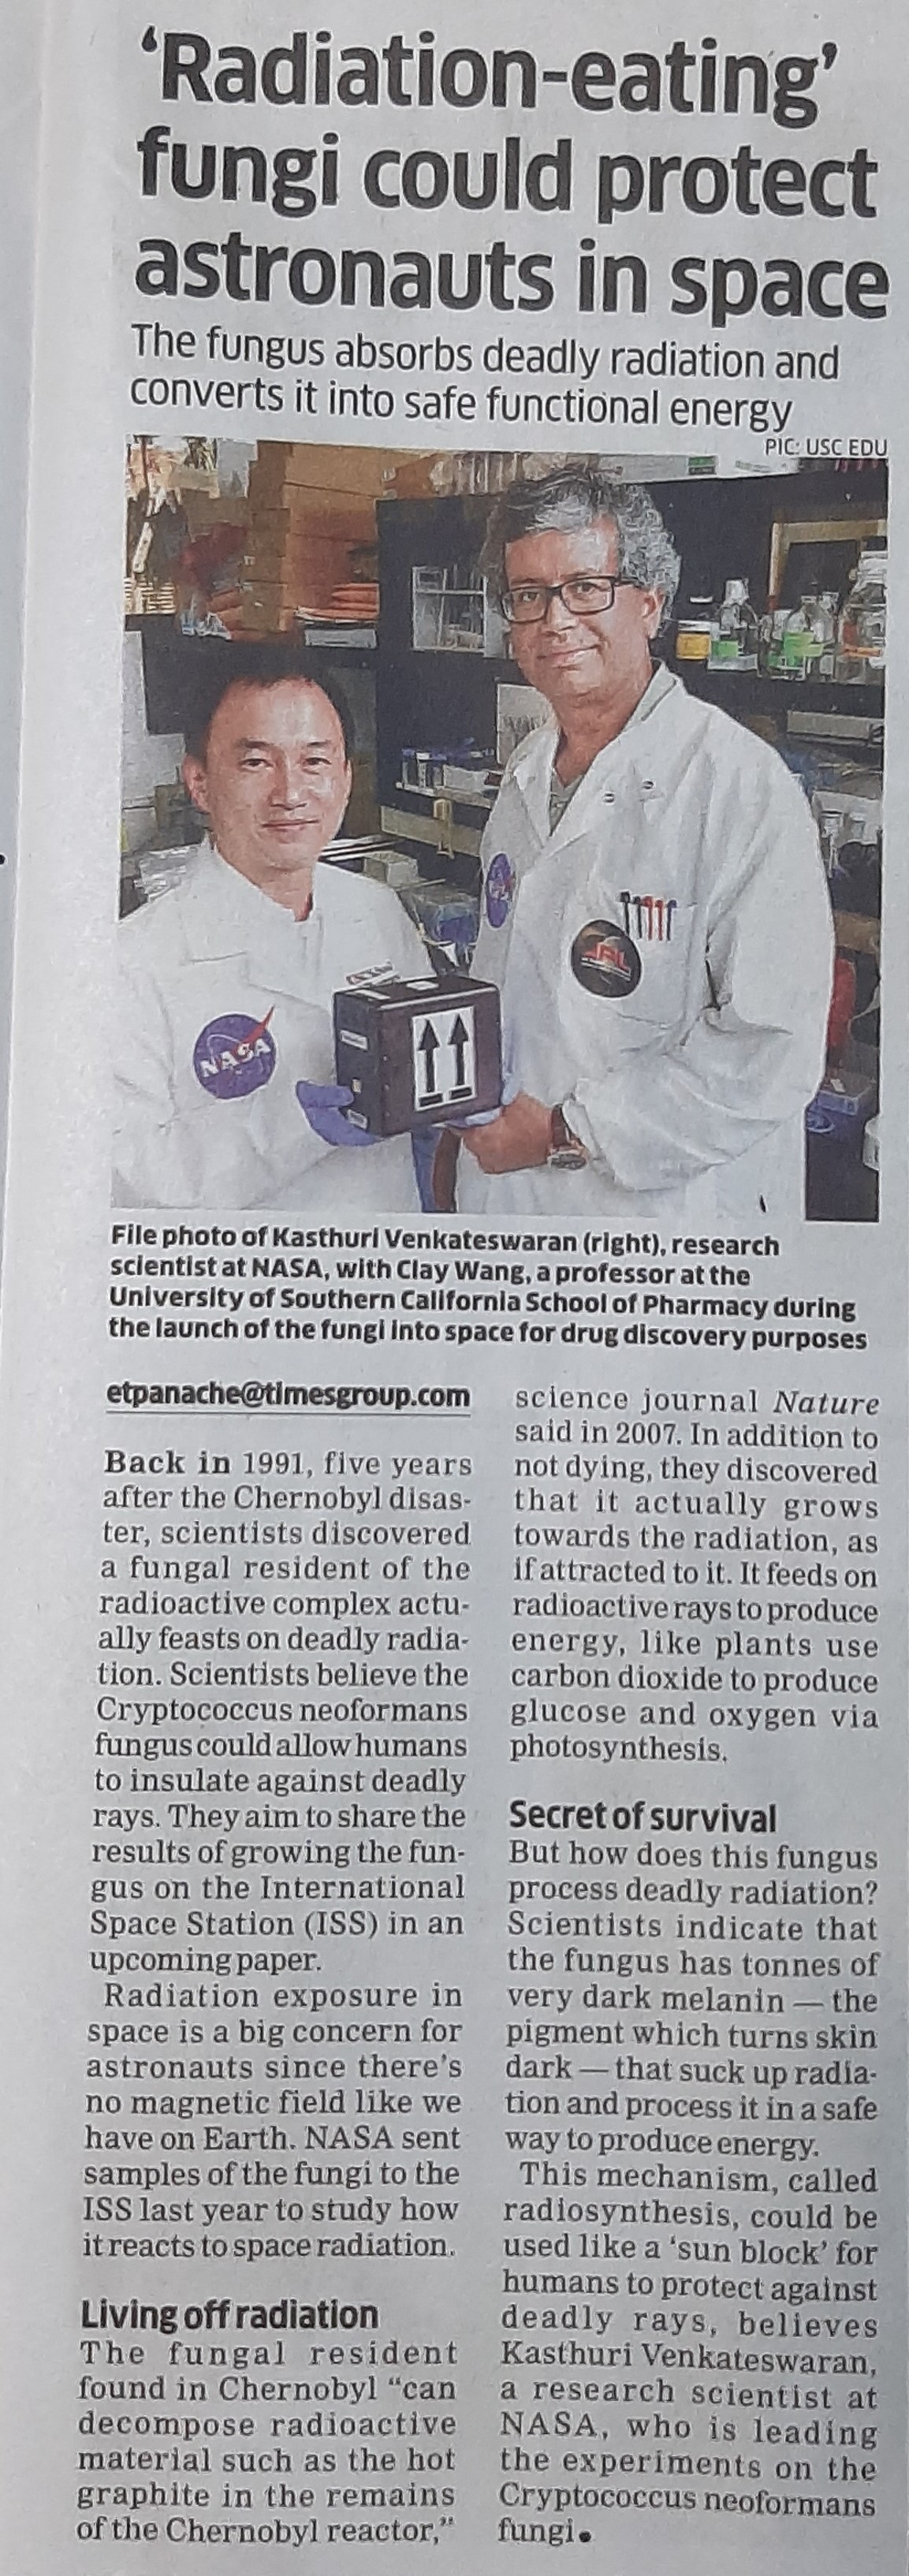 ‘Radiation-eating’
fungi could protect
astronauts in space
The fungus absorbs deadly radiation and
converts it into safe functional energy
PIC: USC EDU
NASA
File photo of Kasthuri Venkateswaran (right), research
scientist at NASA, with Clay Wang, a professor at the
University of Southern California School of Pharmacy during
the launch of the fungi into space for drug discovery purposes
etpanache@timesgroup.com
Back in 1991, five years
after the Chernobyl disas-
ter, scientists discovered
a fungal resident of the
radioactive complex actu-
ally feasts on deadly radia-
tion. Scientists believe the
Cryptococcus neoformans
fungus could allow humans
to insulate against deadly
rays. They aim to share the
results of growing the fun-
gus on the International
Space Station (ISS) in an
upcoming paper.
Radiation exposure in
space is a big concern for
astronauts since there's
no magnetic field like we
have on Earth. NASA sent
samples of the fungi to the
ISS last year to study how
it reacts to space radiation.
Living off radiation
The fungal resident
found in Chernobyl “can
decompose radioactive
material such as the hot
graphite in the remains
of the Chernobyl reactor,”
science journal Nature
said in 2007. In addition to
not dying, they discovered
that it actually grows
towards the radiation, as
if attracted to it. It feeds on
radioactive rays to produce
energy, like plants use
carbon dioxide to produce
glucose and oxygen via
photosynthesis.
Secret of survival
But how does this fungus
process deadly radiation?
Scientists indicate that
the fungus has tonnes of
very dark melanin — the
pigment which turns skin
dark — that suck up radia-
tion and process it in a safe
way to produce energy.
This mechanism, called
radiosynthesis, could be
used like a ‘sun block’ for
humans to protect against
deadly rays, believes
Kasthuri Venkateswaran,
a research scientist at
NASA, who is leading
the experiments on the
Cryptococcus neoformans
fungi